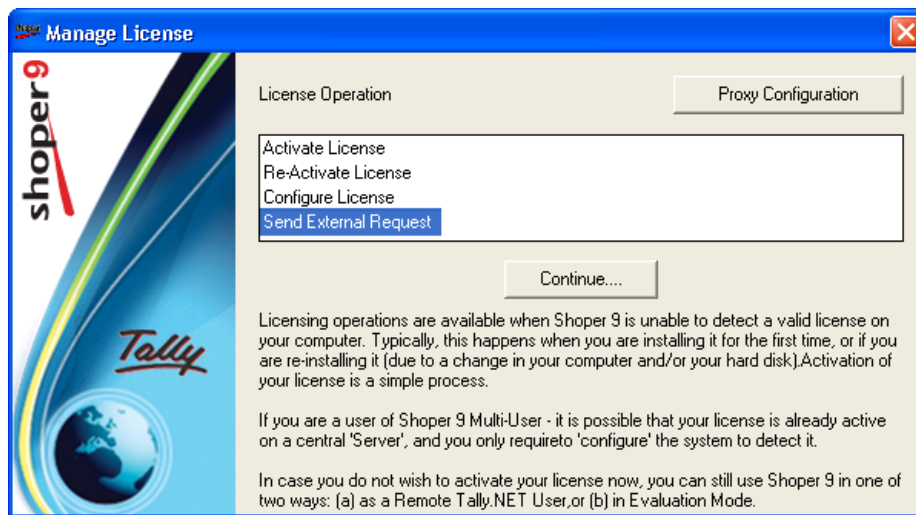 Manage License
shoper 9
License Operation
Proxy Configuration
Activate License
Re-Activate License
Configure License
Send External Request
Continue....
Tally
Licensing operations are available when Shoper 9 is unable to detect a valid license on
your computer. Typically, this happens when you are installing it for the first time, or if you
are re-installing it (due to a change in your computer and/or your hard disk).Activation of
your license is a simple process.
If you are a user of Shoper 9 Multi-User - it is possible that your license is already active
on a central 'Server', and you only requireto 'configure' the system to detect it.
In case you do not wish to activate your license now, you can still use Shoper 9 in one of
two ways: (a) as a Remote Tally.NET User,or (b) in Evaluation Mode.